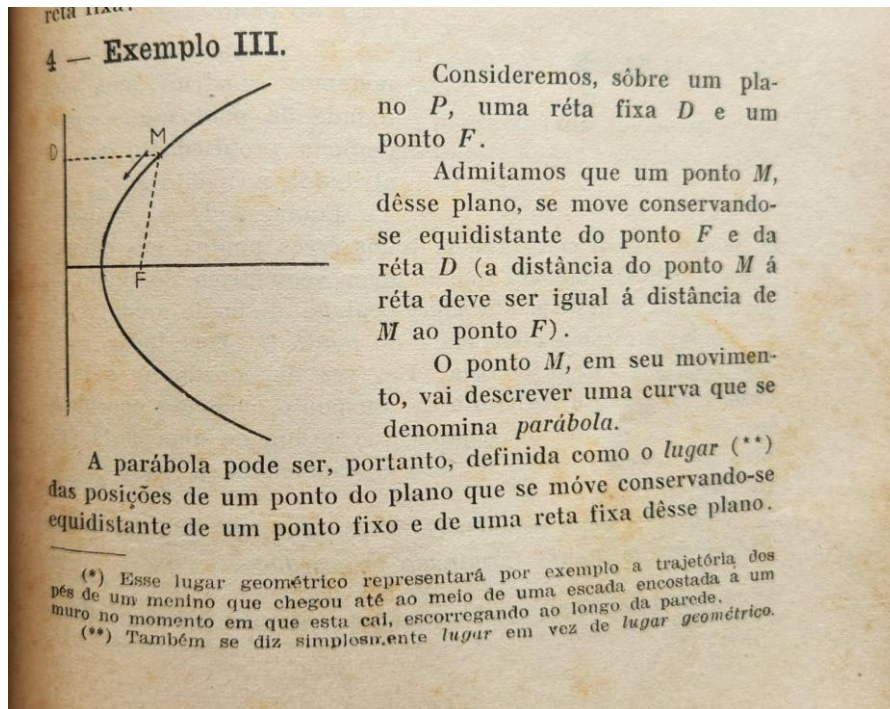 reta fixa.
4 — Exemplo III.
D
M
F
Consideremos, sôbre um pla-
no P, uma réta fixa D e um
ponto F.
Admitamos que um ponto M,
dêsse plano, se move conservando-
se equidistante do ponto F e da
réta D (a distância do ponto M á
réta deve ser igual á distância de
M ao ponto F).
O ponto M, em seu movimen-
to, vai descrever uma curva que se
denomina parábola.
A parábola pode ser, portanto, definida como o lugar (**)
das posições de um ponto do plano que se móve conservando-se
equidistante de um ponto fixo e de uma reta fixa dêsse plano.
(*) Esse lugar geométrico representará por exemplo a trajetória dos
pés de um menino que chegou até ao meio de uma escada encostada a um
muro no momento em que esta cai, escorregando ao longo da parede.
(**) Também se diz simplosmente lugar em vez de lugar geométrico.